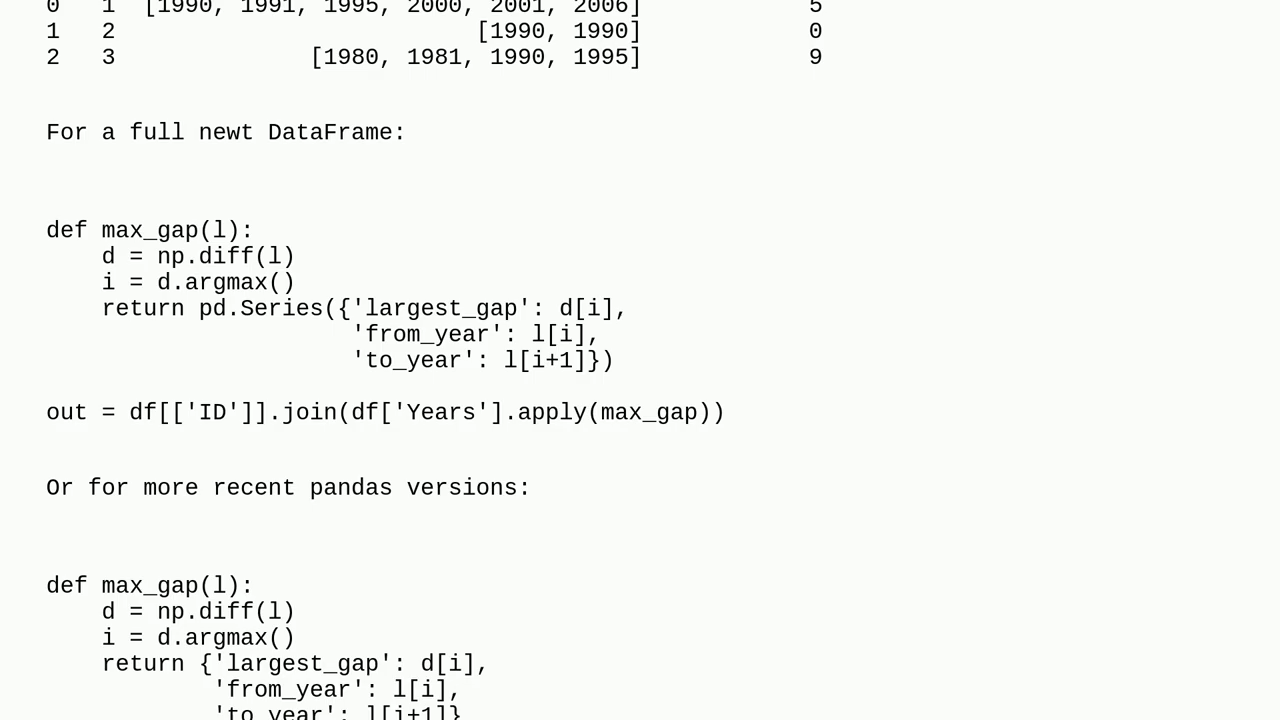 0   1  [1990, 1991, 1995, 2000, 2001, 2006]            5
1   2                          [1990, 1990]            0
2   3              [1980, 1981, 1990, 1995]            9
For a full newt DataFrame:
def max_gap(l):
    d = np.diff(l)
    i = d.argmax()
    return pd.Series({'largest_gap': d[i],
                      'from_year': l[i],
                      'to_year': l[i+1]})
out = df[['ID']].join(df['Years'].apply(max_gap))
Or for more recent pandas versions:
def max_gap(l):
    d = np.diff(l)
    i = d.argmax()
    return {'largest_gap': d[i],
            'from_year': l[i],
            'to_year': l[i+1]}